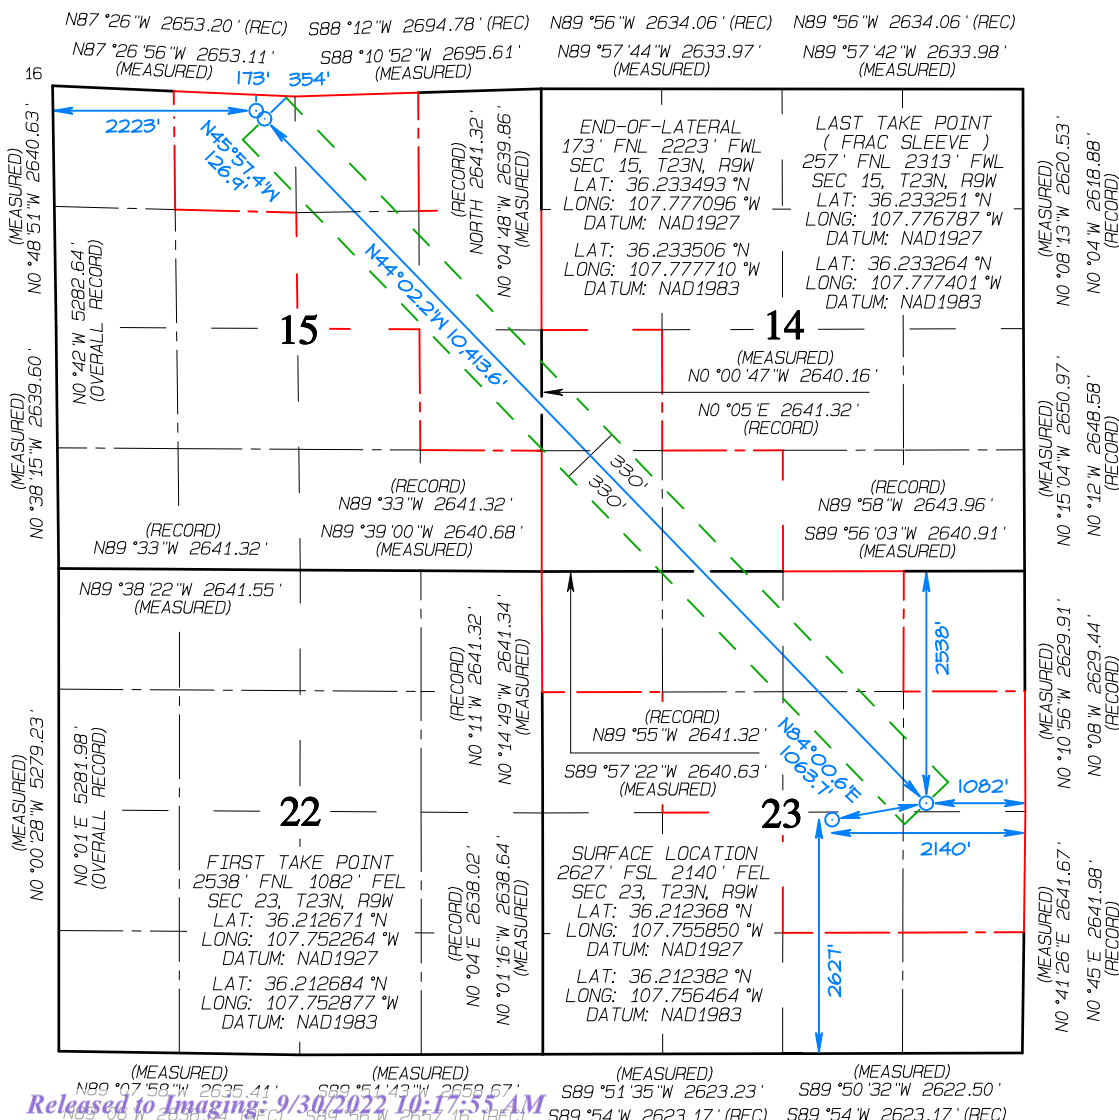 N87°26"W 2653.20'(REC)
S88°12"W 2694.78'(REC)
N89°56"W 2634.06'(REC)
N89°56"W 2634.06'(REC)
N87°26'56"W 2653.11'
(MEASURED)
S88°10'52"W 2695.61'
(MEASURED)
N89°57'44"W 2633.97'
(MEASURED)
N89°57'42"W 2633.98'
(MEASURED)
16
173'
354'
2223'
N45°57.4'W
126.9'
(MEASURED)
N0°48'51"W 2640.63'
(RECORD)
NORTH 2641.32'
N0°04'48"W 2639.86'
(MEASURED)
END-OF-LATERAL
173' FNL 2223' FWL
SEC 15, T23N, R9W
LAT: 36.233493 °N
LONG: 107.777096 °W
DATUM: NAD1927
LAT: 36.233506 °N
LONG: 107.777710 °W
DATUM: NAD1983
LAST TAKE POINT
( FRAC SLEEVE )
257' FNL 2313' FWL
SEC 15, T23N, R9W
LAT: 36.233251 °N
LONG: 107.776787 °W
DATUM: NAD1927
LAT: 36.233264 °N
LONG: 107.777401 °W
DATUM: NAD1983
(MEASURED)
N0°08'13"W 2620.53'
N0°04'W 2618.88'
(RECORD)
N0°42'W 5282.64'
(OVERALL RECORD)
N44°02.2'W 10,413.6'
15
14
(MEASURED)
N0°00'47"W 2640.16'
N0°05'E 2641.32'
(RECORD)
(MEASURED)
N0°38'15"W 2639.60'
(MEASURED)
N0°15'04"W 2650.97'
N0°12'W 2648.58'
(RECORD)
330'
330'
(RECORD)
N89°33"W 2641.32'
(RECORD)
N89°33"W 2641.32'
N89°39'00"W 2640.68'
(MEASURED)
(RECORD)
N89°58"W 2643.96'
S89°56'03"W 2640.91'
(MEASURED)
N89°38'22"W 2641.55'
(MEASURED)
(RECORD)
N0°11'W 2641.32'
N0°14'49"W 2641.34'
(MEASURED)
2538'
(MEASURED)
N0°10'56"W 2629.91'
N0°08'W 2629.44'
(RECORD)
(RECORD)
N89°55"W 2641.32'
S89°57'22"W 2640.63'
(MEASURED)
N84°00.6'E
1063.7'
1082'
2140'
(MEASURED)
N0°00'28"W 5279.23'
N0°01'E 5281.98'
(OVERALL RECORD)
22
23
FIRST TAKE POINT
2538' FNL 1082' FEL
SEC 23, T23N, R9W
LAT: 36.212671 °N
LONG: 107.752264 °W
DATUM: NAD1927
LAT: 36.212684 °N
LONG: 107.752877 °W
DATUM: NAD1983
(RECORD)
N0°04'E 2638.02'
N0°01'16"W 2638.64'
(MEASURED)
SURFACE LOCATION
2627' FSL 2140' FEL
SEC 23, T23N, R9W
LAT: 36.212368 °N
LONG: 107.755850 °W
DATUM: NAD1927
LAT: 36.212382 °N
LONG: 107.756464 °W
DATUM: NAD1983
2627'
(MEASURED)
N0°41'26"E 2641.67'
N0°45'E 2641.98'
(RECORD)
(MEASURED)
N89°07'58"W 2635.41'
(MEASURED)
S89°51'43"W 2658.67'
(MEASURED)
S89°51'35"W 2623.23'
(MEASURED)
S89°50'32"W 2622.50'
Released to Imaging: 9/30/2022 10:17:35 AM
S89°54'W 2623.17'(REC)
S89°54'W 2623.17'(REC)